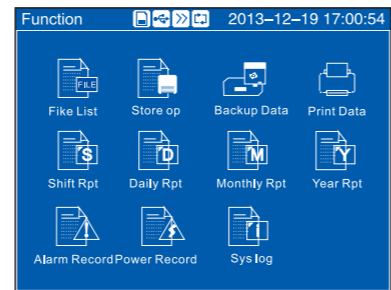 Function 2013–12–19 17:00:54
FILE
Fike List Store op Backup Data Print Data
S D M Y
Shift Rpt Daily Rpt Monthly Rpt Year Rpt
i
Alarm Record Power Record Sys log